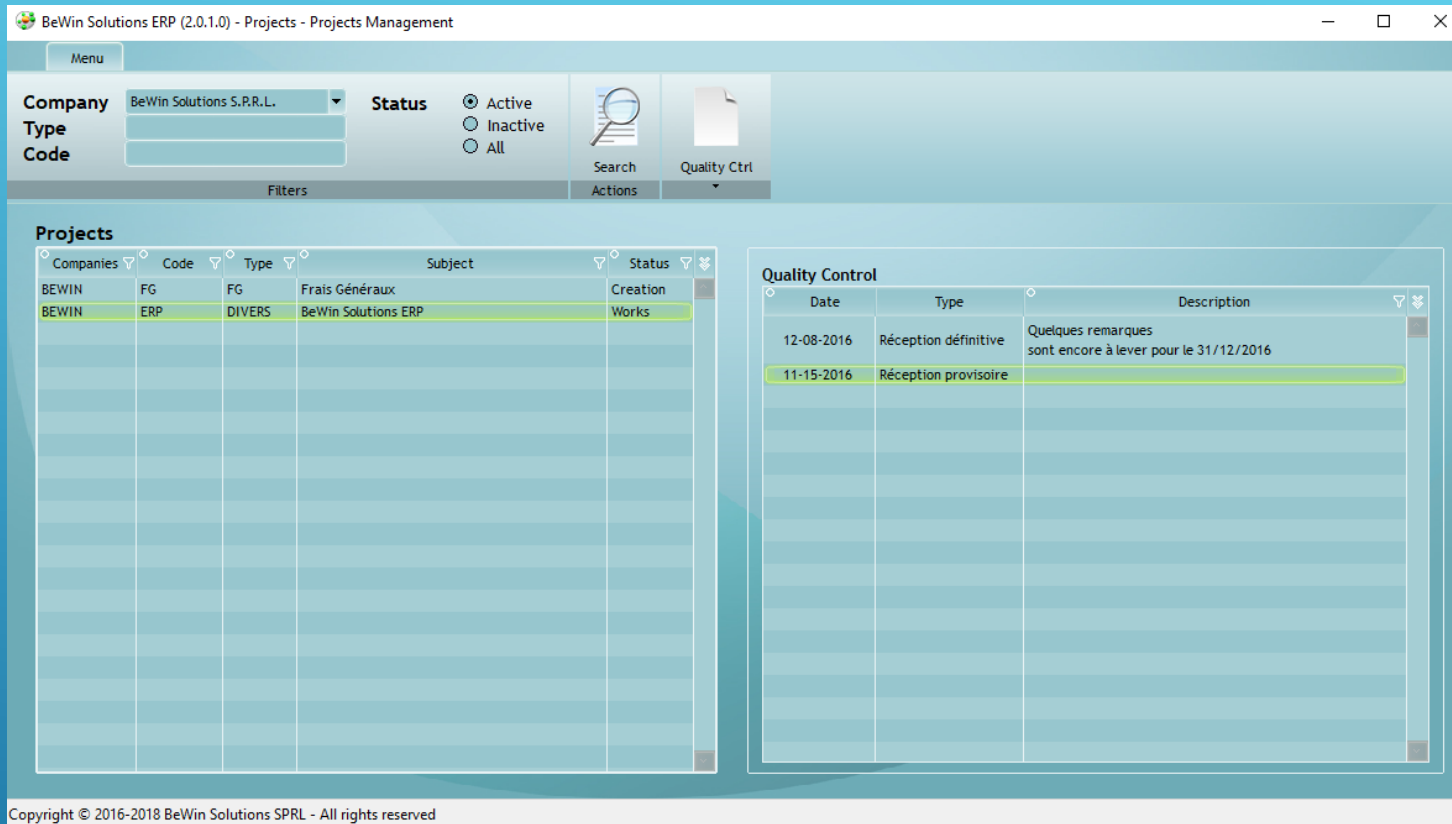 BeWin Solutions ERP (2.0.1.0) - Projects - Projects Management
Menu
Company BeWin Solutions S.P.R.L. Status Active
Type Inactive
Code All
Search Quality Ctrl
Filters Actions
Projects
Companies Code Type Subject Status
BEWIN FG FG Frais Généraux Creation
BEWIN ERP DIVERS BeWin Solutions ERP Works
Quality Control
Date Type Description
12-08-2016 Réception définitive Quelques remarques
sont encore à lever pour le 31/12/2016
11-15-2016 Réception provisoire
Copyright © 2016-2018 BeWin Solutions SPRL - All rights reserved